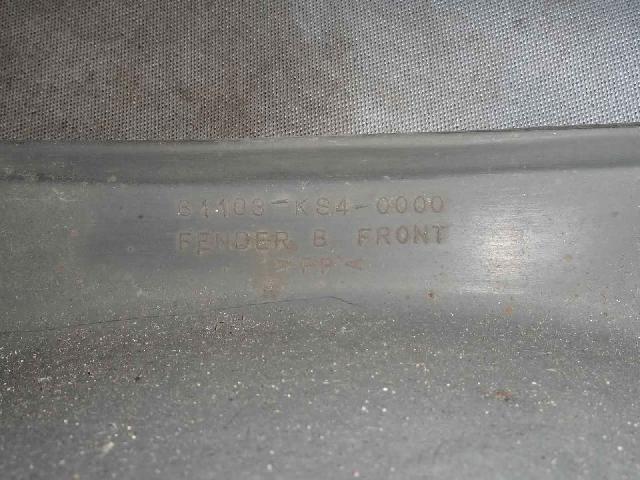 61103-KS4-0000
FENDER B, FRONT
>PP<